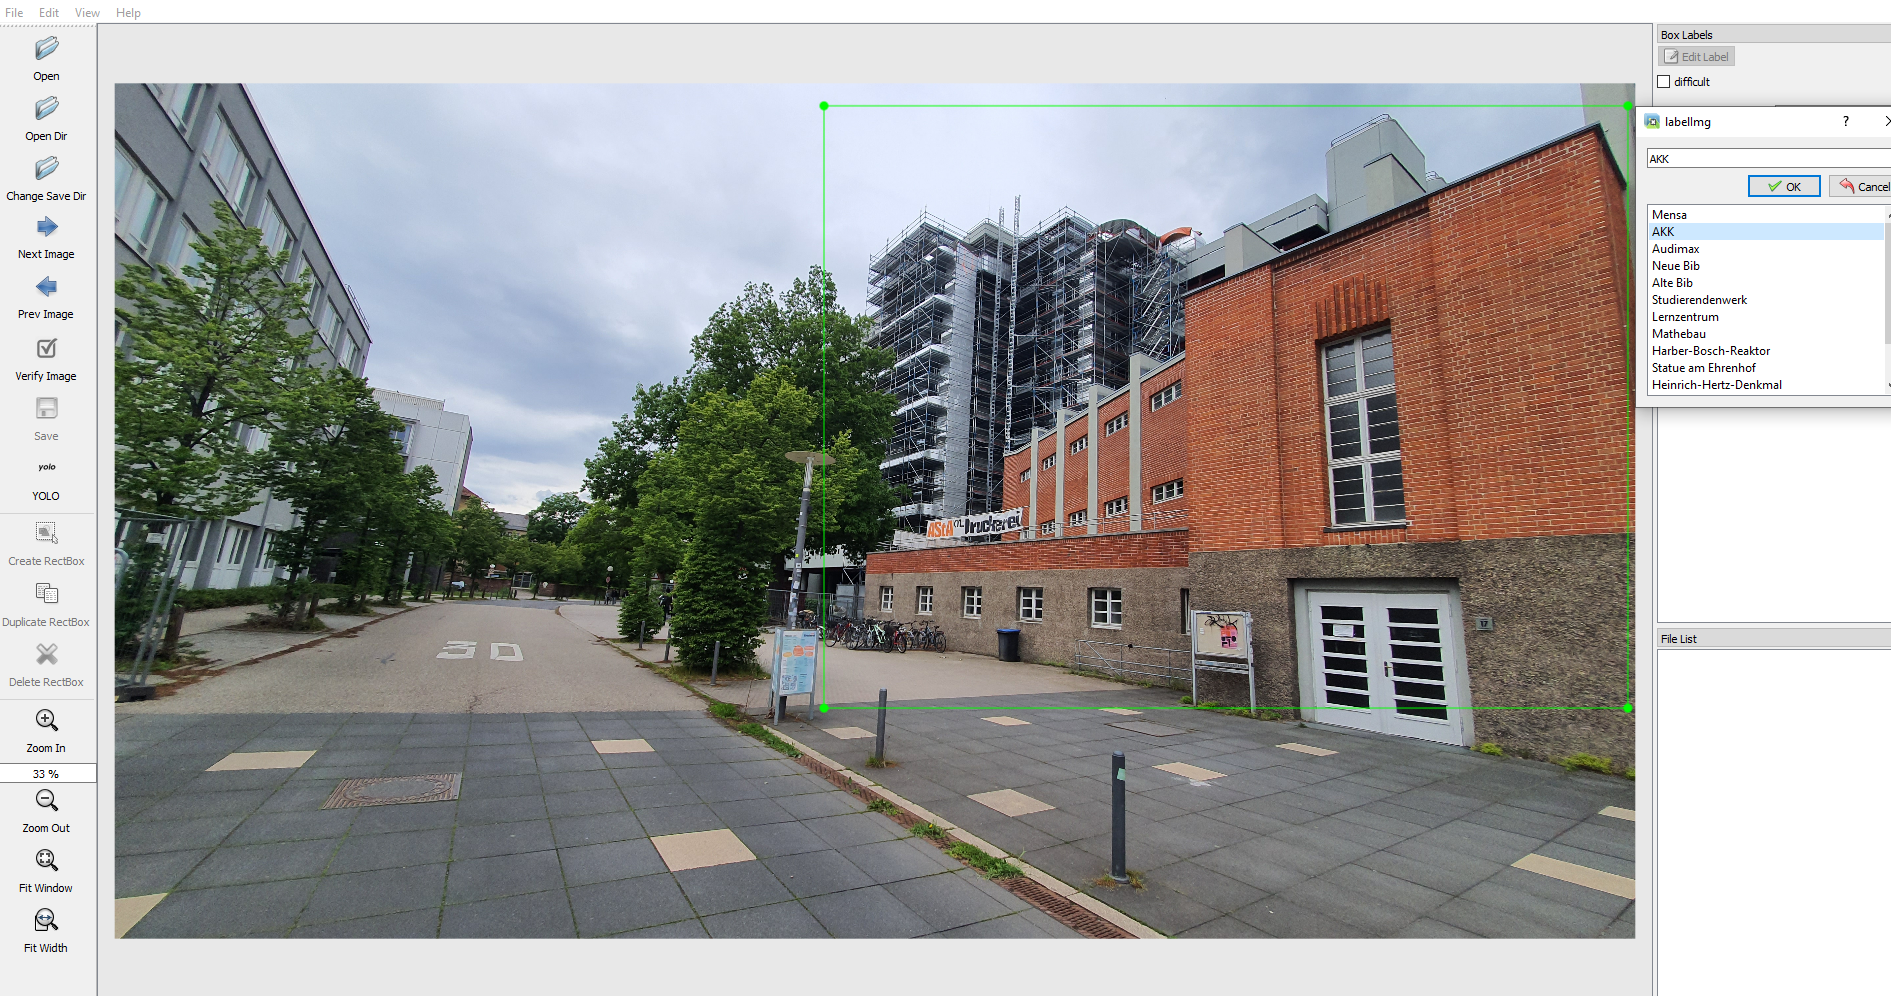 File Edit View Help
Open
Open Dir
Change Save Dir
Next Image
Prev Image
Verify Image
Save
yolo
YOLO
Create RectBox
Duplicate RectBox
Delete RectBox
Zoom In
33 %
Zoom Out
Fit Window
Fit Width
30
AStA Druckerei
17
Box Labels
Edit Label
difficult
labelImg ?
AKK
OK Cancel
Mensa
AKK
Audimax
Neue Bib
Alte Bib
Studierendenwerk
Lernzentrum
Mathebau
Harber-Bosch-Reaktor
Statue am Ehrenhof
Heinrich-Hertz-Denkmal
File List